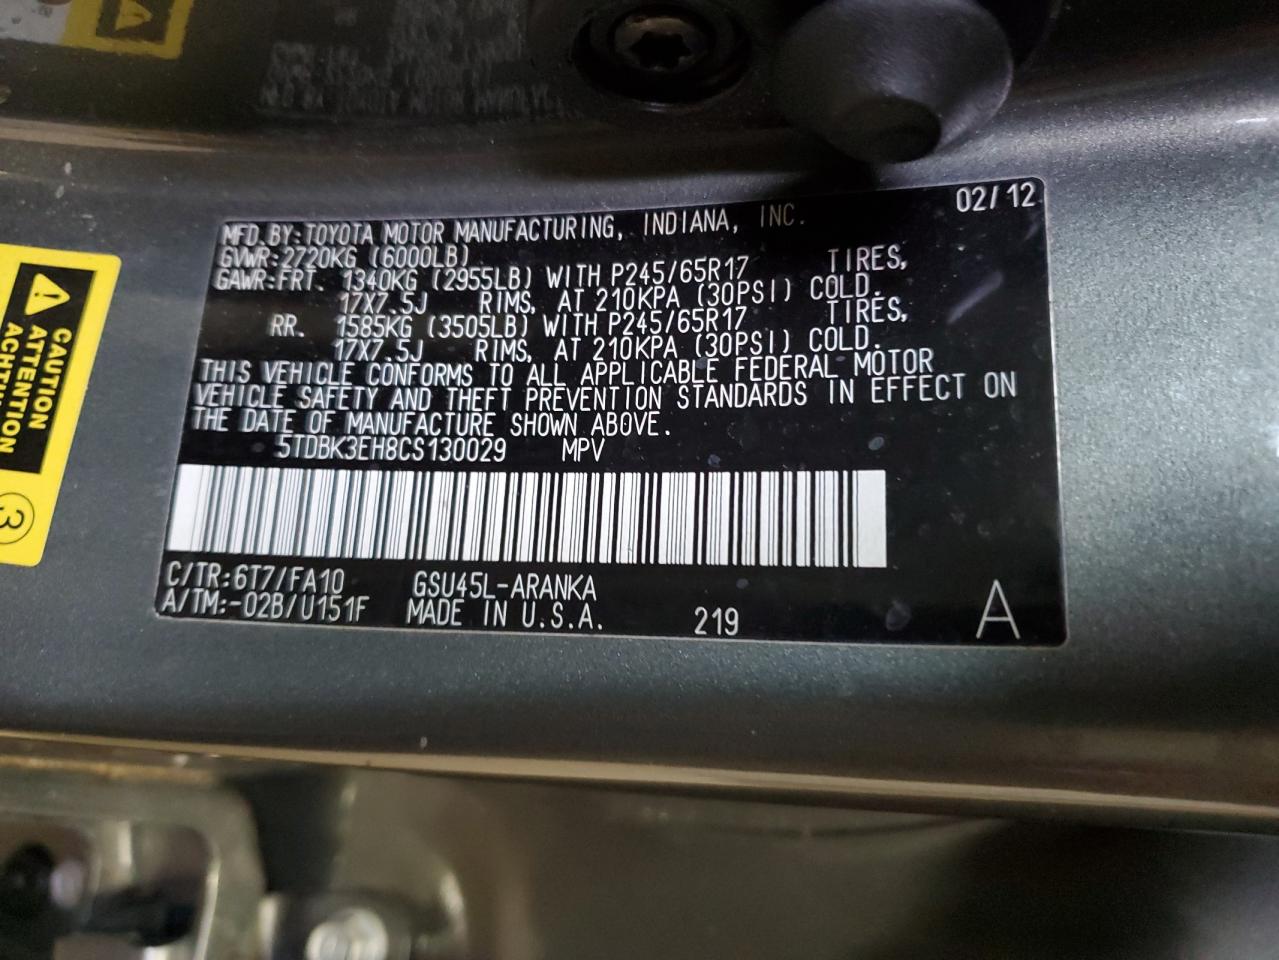 02/12
MFD.BY:TOYOTA MOTOR MANUFACTURING, INDIANA, INC.
GVWR:2720KG (6000LB)
GAWR:FRT. 1340KG (2955LB) WITH P245/65R17 TIRES,
17X7.5J RIMS, AT 210KPA (30PSI) COLD.
RR. 1585KG (3505LB) WITH P245/65R17 TIRES,
17X7.5J RIMS, AT 210KPA (30PSI) COLD.
THIS VEHICLE CONFORMS TO ALL APPLICABLE FEDERAL MOTOR
VEHICLE SAFETY AND THEFT PREVENTION STANDARDS IN EFFECT ON
THE DATE OF MANUFACTURE SHOWN ABOVE.
5TDBK3EH8CS130029 MPV
C/TR:6T7/FA10 GSU45L-ARANKA
A/TM:-02B/U151F MADE IN U.S.A. 219 A
CAUTION
ATTENTION
ACHTUNG
3